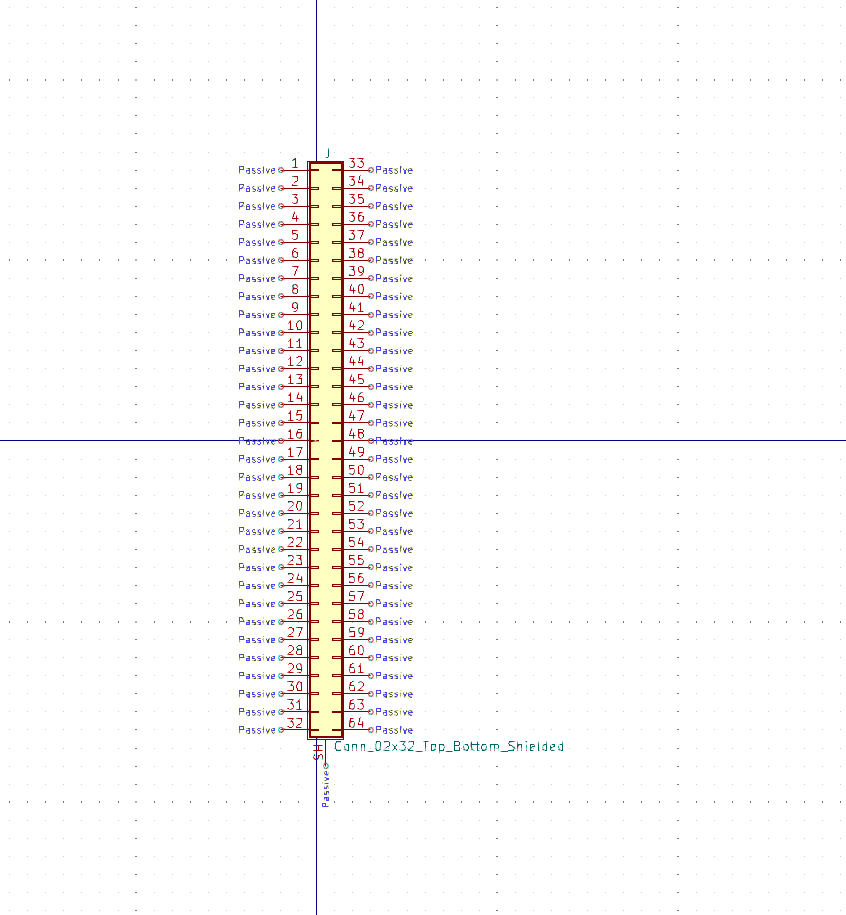 J
Passive 1 33 Passive
Passive 2 34 Passive
Passive 3 35 Passive
Passive 4 36 Passive
Passive 5 37 Passive
Passive 6 38 Passive
Passive 7 39 Passive
Passive 8 40 Passive
Passive 9 41 Passive
Passive 10 42 Passive
Passive 11 43 Passive
Passive 12 44 Passive
Passive 13 45 Passive
Passive 14 46 Passive
Passive 15 47 Passive
Passive 16 48 Passive
Passive 17 49 Passive
Passive 18 50 Passive
Passive 19 51 Passive
Passive 20 52 Passive
Passive 21 53 Passive
Passive 22 54 Passive
Passive 23 55 Passive
Passive 24 56 Passive
Passive 25 57 Passive
Passive 26 58 Passive
Passive 27 59 Passive
Passive 28 60 Passive
Passive 29 61 Passive
Passive 30 62 Passive
Passive 31 63 Passive
Passive 32 64 Passive
SH Conn_02x32_Top_Bottom_Shielded
Passive